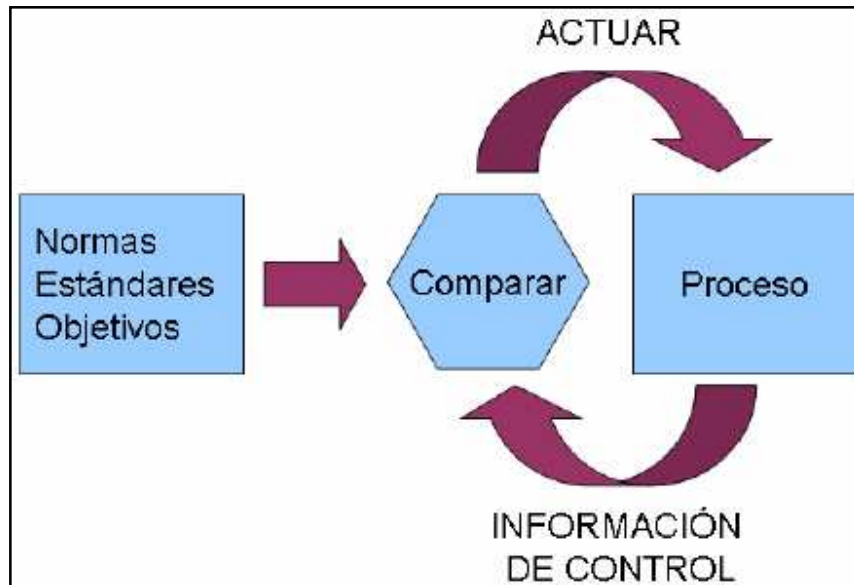 ACTUAR
Normas
Estándares
Objetivos
Comparar
Proceso
INFORMACIÓN
DE CONTROL